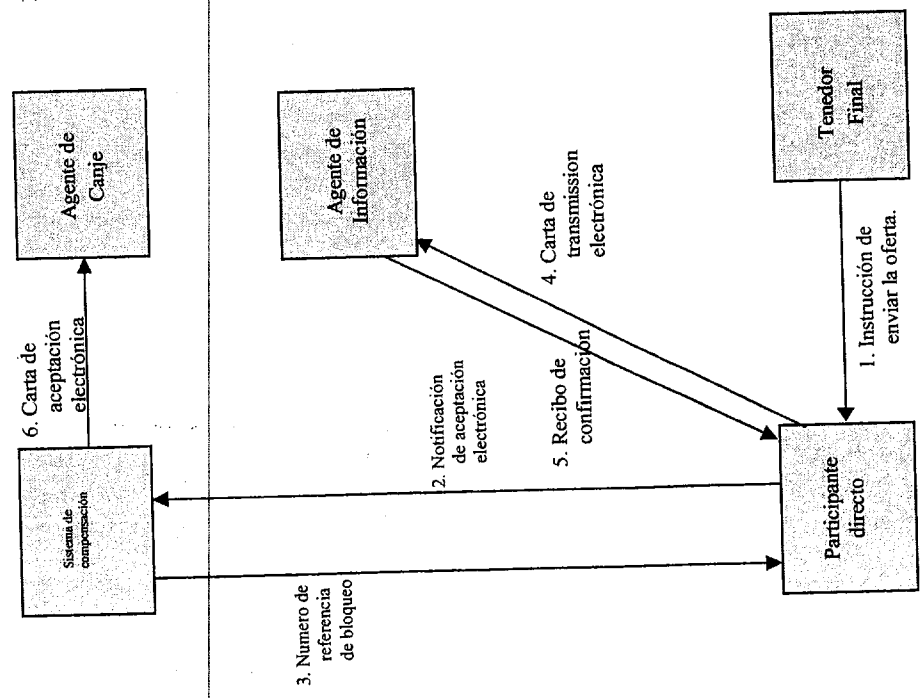 6. Carta de
aceptación
electrónica
Agente de
Canje
Sistema de
compensación
Agente de
Información
4. Carta de
transmission
electrónica
2. Notificación
de aceptación
electrónica
5. Recibo de
confirmación
3. Numero de
referencia
de bloqueo
Tenedor
Final
1. Instrucción de
enviar la oferta.
Participante
directo